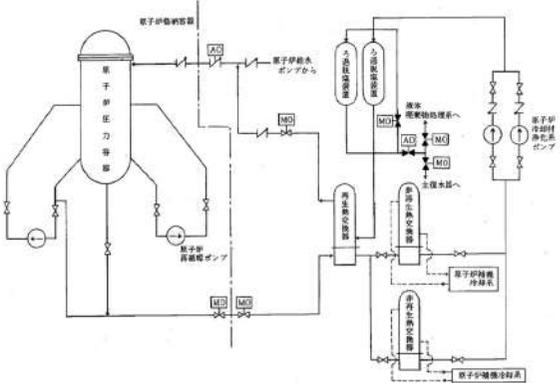 原子炉格納容器
AO
原子炉給水
ポンプから
原子炉圧力容器
ろ過脱塩装置
ろ過脱塩装置
液体
廃棄物処理系へ
MO
MO
AO
MO
主復水器へ
原子炉
冷却材
浄化系
ポンプ
MO
再生熱交換器
非再生熱交換器
原子炉補機
冷却系
原子炉
再循環ポンプ
MO
MO
非再生熱交換器
原子炉補機冷却系